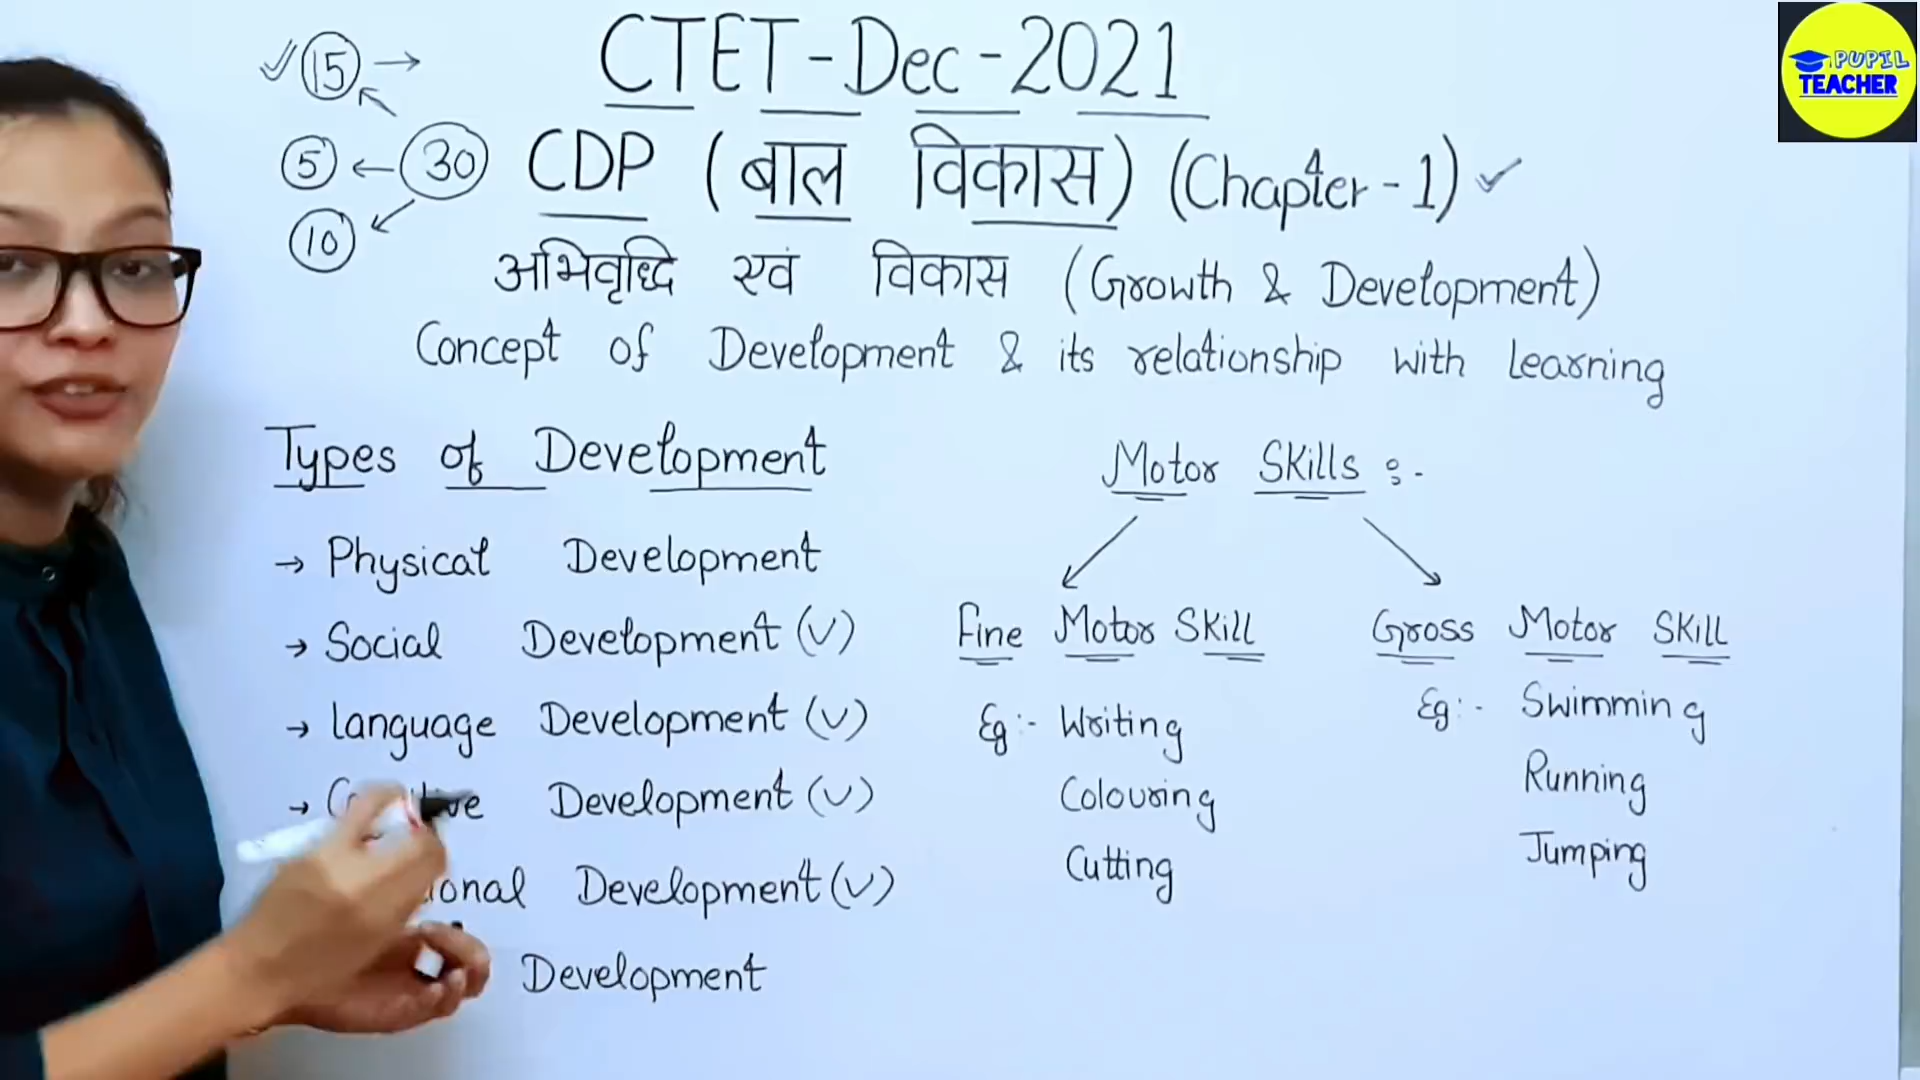 15 → CTET-Dec-2021
5 ← 30 CDP (बाल विकास) (Chapter-1)
10
अभिवृद्धि एवं विकास (Growth & Development)
Concept of Development & its relationship with Learning
Types of Development
→ Physical Development
→ Social Development (V)
→ Language Development (V)
→ Development (V)
Development (V)
Development
Motor Skills :-
Fine Motor Skill
Eg:- Writing
Colouring
Cutting
Gross Motor Skill
Eg:- Swimming
Running
Jumping
PUPIL
TEACHER